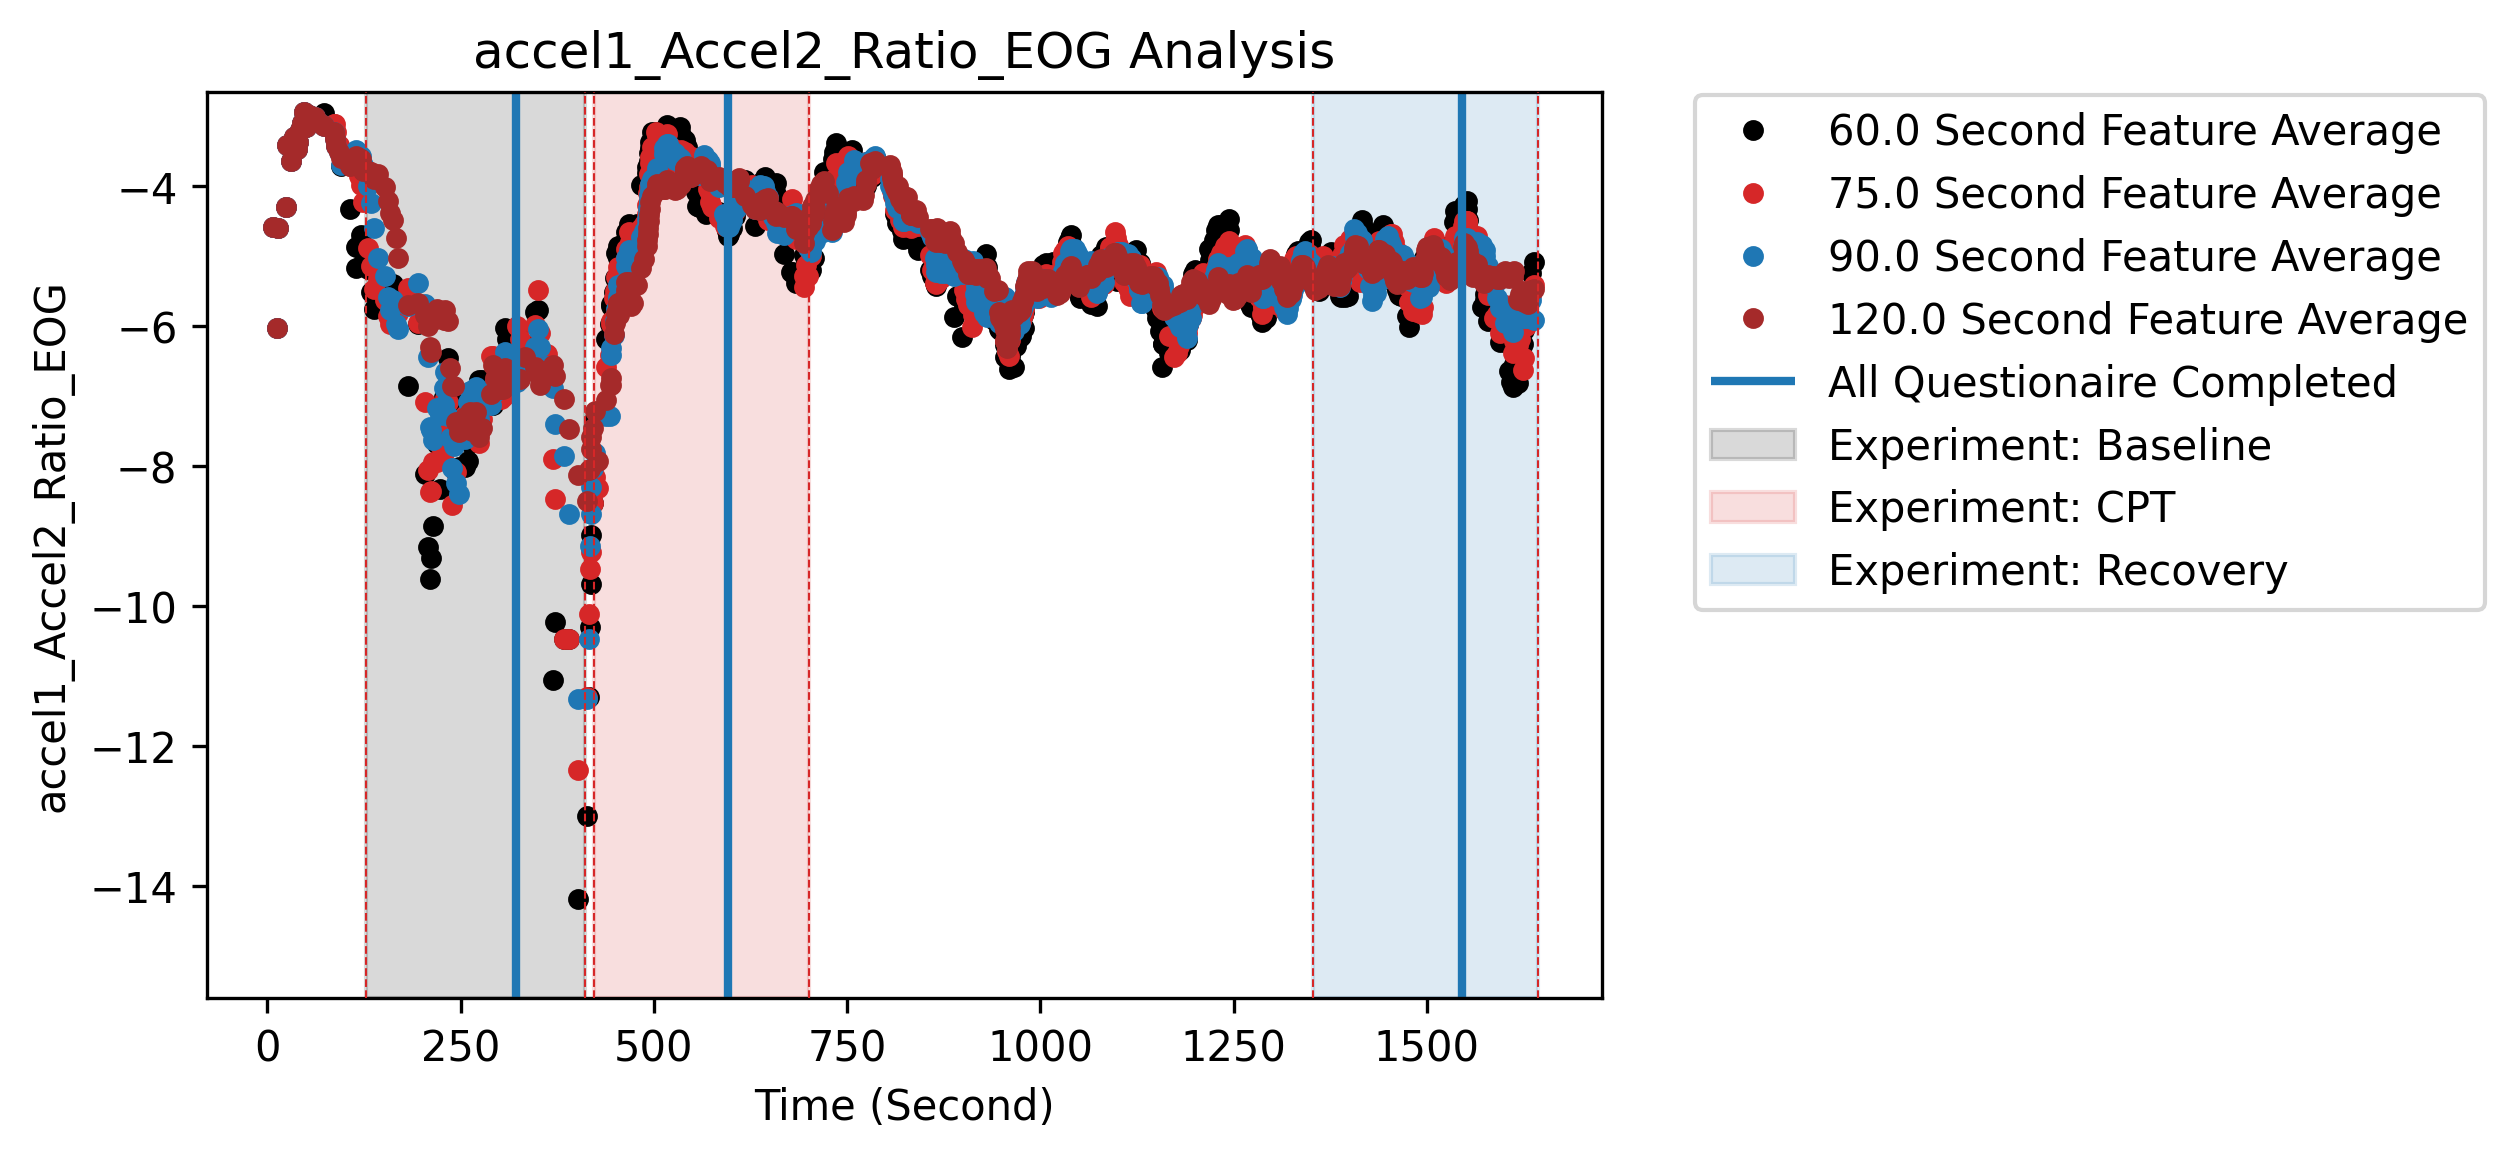 accel1_Accel2_Ratio_EOG Analysis
accel1_Accel2_Ratio_EOG
−4
−6
−8
−10
−12
−14
0 250 500 750 1000 1250 1500
Time (Second)
60.0 Second Feature Average
75.0 Second Feature Average
90.0 Second Feature Average
120.0 Second Feature Average
All Questionaire Completed
Experiment: Baseline
Experiment: CPT
Experiment: Recovery